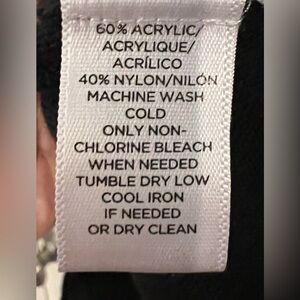 60% ACRYLIC/
ACRYLIQUE/
ACRÍLICO
40% NYLON/NILÓN
MACHINE WASH
COLD
ONLY NON-
CHLORINE BLEACH
WHEN NEEDED
TUMBLE DRY LOW
COOL IRON
IF NEEDED
OR DRY CLEAN